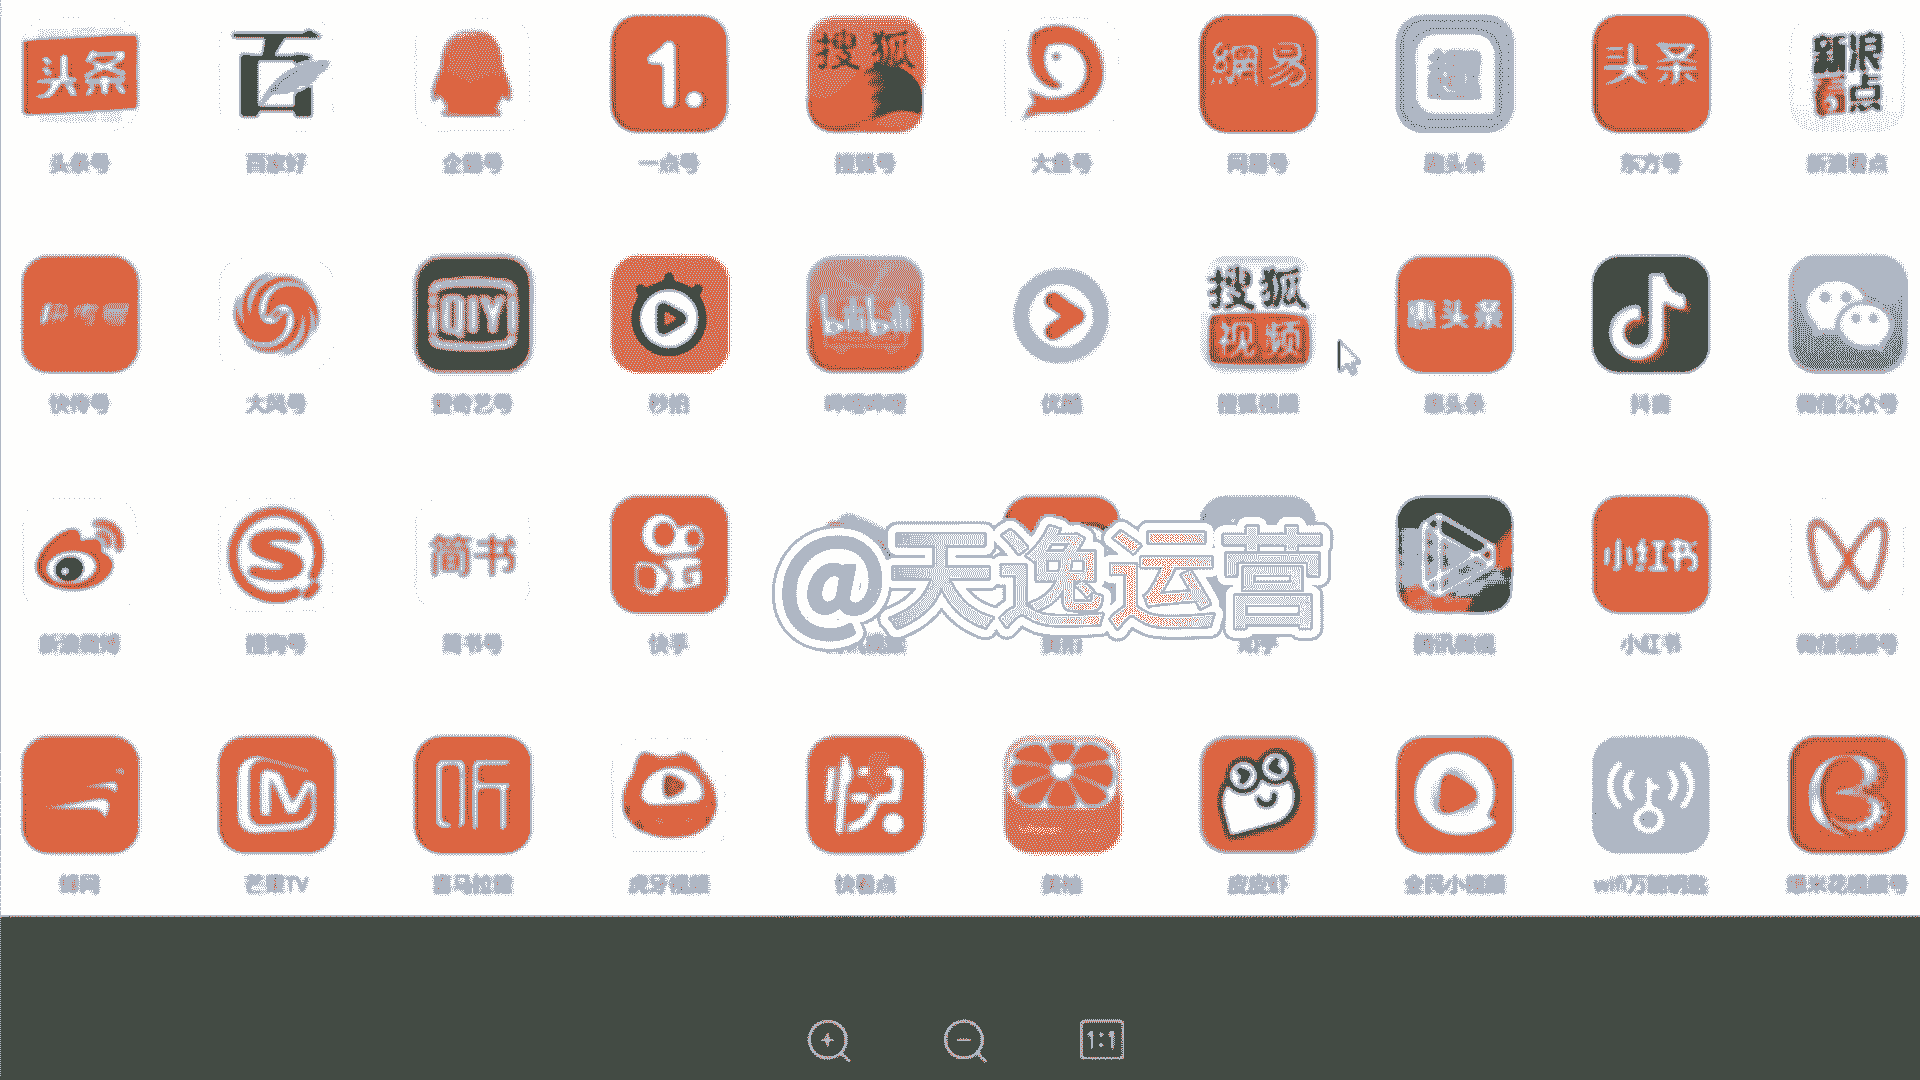 头条 百 1. 搜狐 網易 趣 头条 新浪看点
头条号 百家好 企鹅号 一点号 搜狐号 大鱼号 网易号 趣头条 东方号 新浪看点
快传号 iQIY bilibili 搜狐视频 惠头条
快传号 大风号 爱奇艺号 秒拍 哔哩哔哩 优酷 搜狐视频 惠头条 抖音 微信公众号
简书 小红书
@天逸运营
新浪微博 搜狗号 简书号 快手 知乎 腾讯微视 小红书 微信视频号
听 快
蜂网 芒果TV 喜马拉雅 虎牙视频 快看点 皮皮虾 全民小视频 wifi万能钥匙 爆米花视频号
1:1